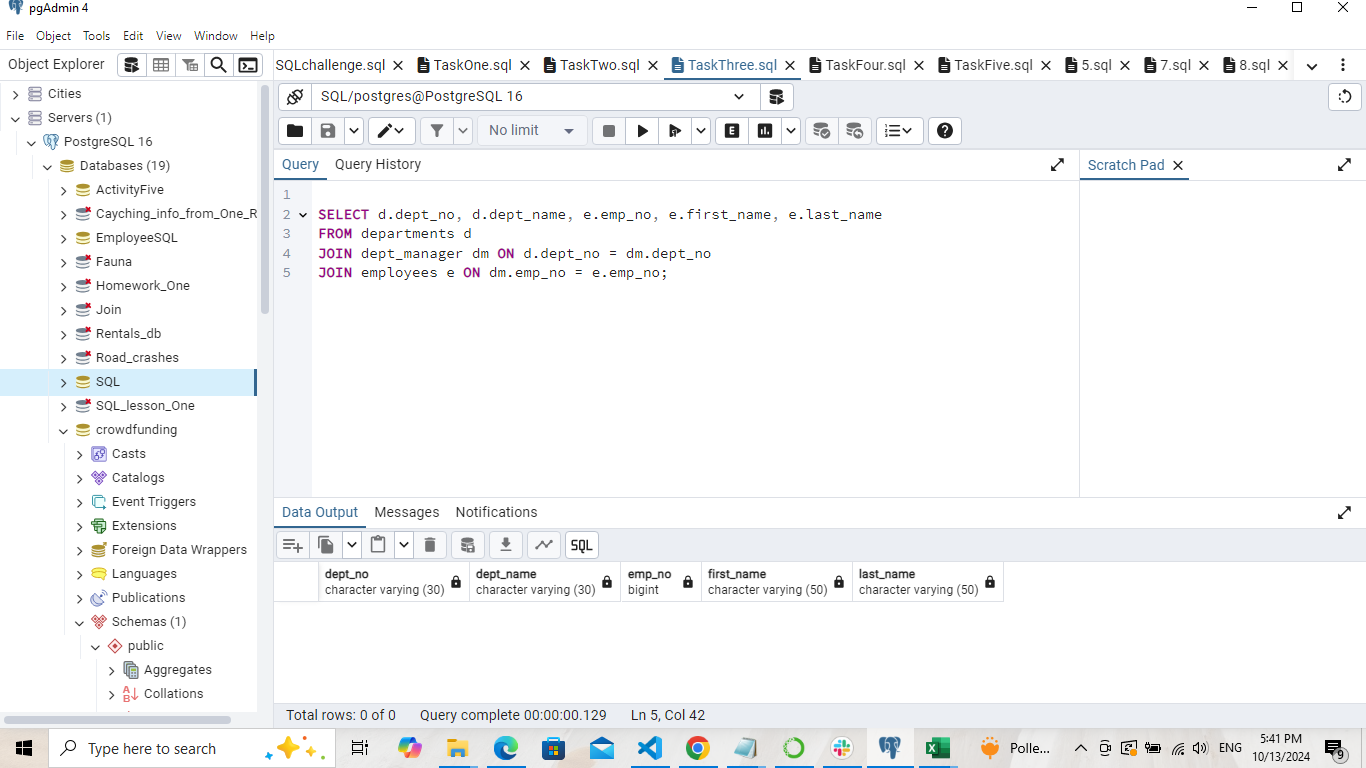 pgAdmin 4
File Object Tools Edit View Window Help
Object Explorer
SQLchallenge.sql TaskOne.sql TaskTwo.sql TaskThree.sql TaskFour.sql TaskFive.sql 5.sql 7.sql 8.sql
Cities
Servers (1)
PostgreSQL 16
Databases (19)
ActivityFive
Cayching_info_from_One_R
EmployeeSQL
Fauna
Homework_One
Join
Rentals_db
Road_crashes
SQL
SQL_lesson_One
crowdfunding
Casts
Catalogs
Event Triggers
Extensions
Foreign Data Wrappers
Languages
Publications
Schemas (1)
public
Aggregates
Collations
SQL/postgres@PostgreSQL 16
No limit
E
Query Query History
Scratch Pad
1
2 SELECT d.dept_no, d.dept_name, e.emp_no, e.first_name, e.last_name
3 FROM departments d
4 JOIN dept_manager dm ON d.dept_no = dm.dept_no
5 JOIN employees e ON dm.emp_no = e.emp_no;
Data Output Messages Notifications
SQL
dept_no dept_name emp_no first_name last_name
character varying (30) character varying (30) bigint character varying (50) character varying (50)
Total rows: 0 of 0 Query complete 00:00:00.129 Ln 5, Col 42
Type here to search
Polle...
ENG
5:41 PM
10/13/2024
9